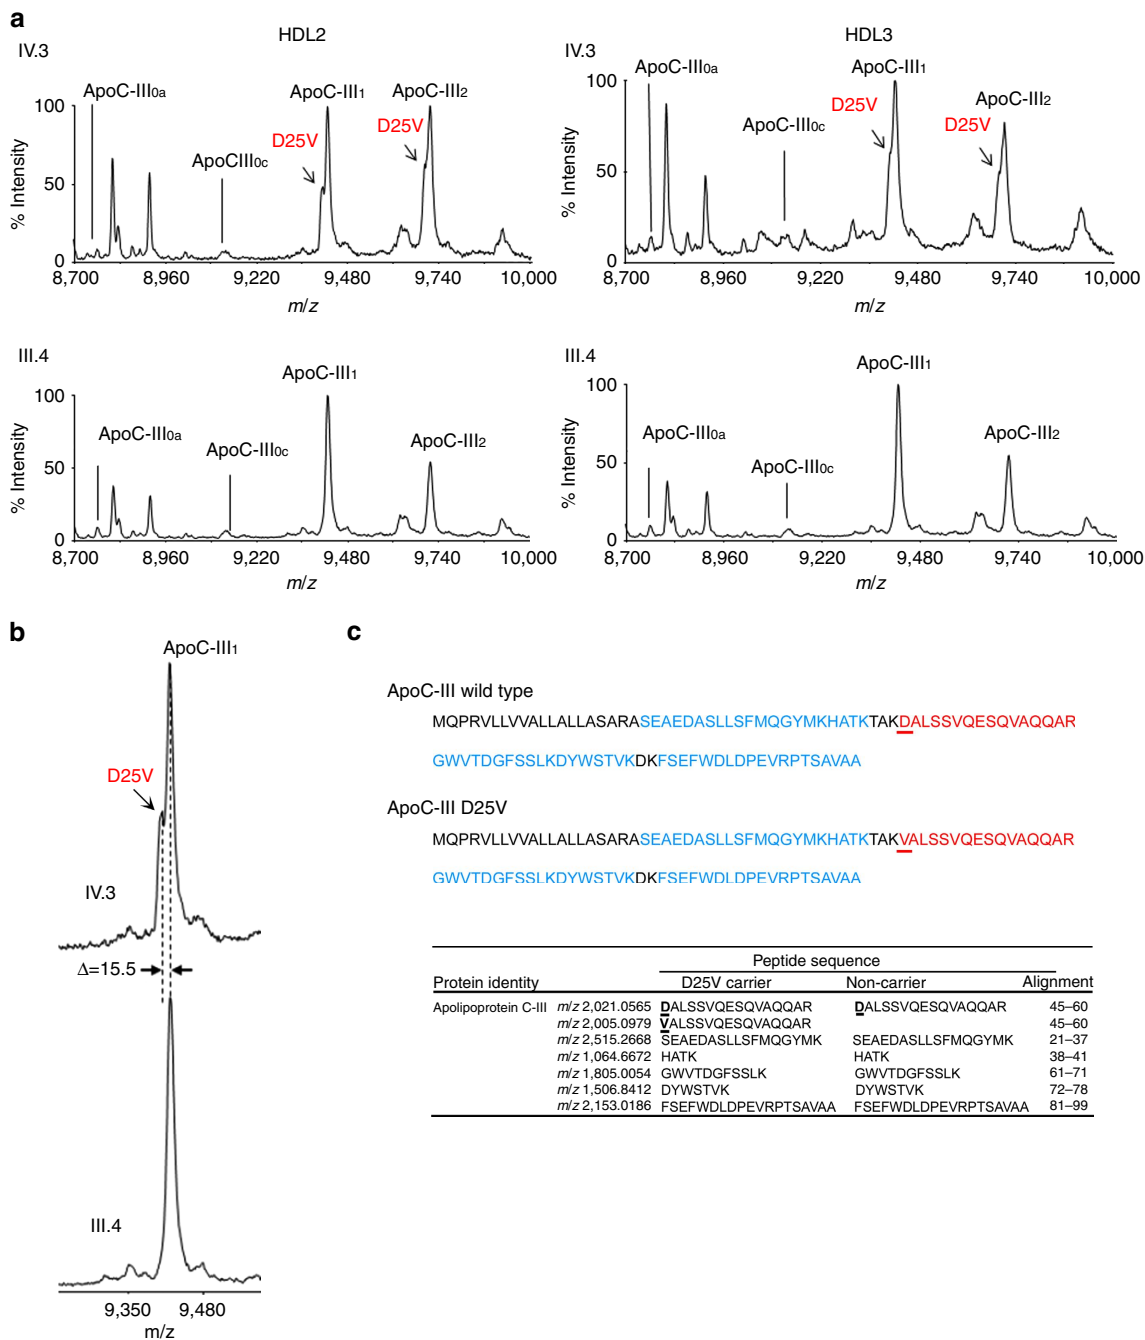 a
HDL2
HDL3
IV.3
ApoC-III0a
ApoCIII0c
ApoC-III1
ApoC-III2
D25V
D25V
% Intensity
100
50
0
8,700 8,960 9,220 9,480 9,740 10,000
m/z
IV.3
ApoC-III0a
ApoC-III0c
ApoC-III1
ApoC-III2
D25V
D25V
% Intensity
100
50
0
8,700 8,960 9,220 9,480 9,740 10,000
m/z
III.4
ApoC-III0a
ApoC-III0c
ApoC-III1
ApoC-III2
% Intensity
100
50
0
8,700 8,960 9,220 9,480 9,740 10,000
m/z
III.4
ApoC-III0a
ApoC-III0c
ApoC-III1
ApoC-III2
% Intensity
100
50
0
8,700 8,960 9,220 9,480 9,740 10,000
m/z
b
ApoC-III1
D25V
IV.3
Δ=15.5
III.4
9,350 9,480
m/z
c
ApoC-III wild type
MQPRVLLVVALLALLASARASEAEDASLLSFMQGYMKHATKTAKDALSSVQESQVAQQAR
GWVTDGFSSLKDYWSTVKDKFSEFWDLDPEVRPTSAVAA
ApoC-III D25V
MQPRVLLVVALLALLASARASEAEDASLLSFMQGYMKHATKTAKVALSSVQESQVAQQAR
GWVTDGFSSLKDYWSTVKDKFSEFWDLDPEVRPTSAVAA
Peptide sequence
Protein identity D25V carrier Non-carrier Alignment
Apolipoprotein C-III m/z 2,021.0565 DALSSVQESQVAQQAR DALSSVQESQVAQQAR 45–60
m/z 2,005.0979 VALSSVQESQVAQQAR 45–60
m/z 2,515.2668 SEAEDASLLSFMQGYMK SEAEDASLLSFMQGYMK 21–37
m/z 1,064.6672 HATK HATK 38–41
m/z 1,805.0054 GWVTDGFSSLK GWVTDGFSSLK 61–71
m/z 1,506.8412 DYWSTVK DYWSTVK 72–78
m/z 2,153.0186 FSEFWDLDPEVRPTSAVAA FSEFWDLDPEVRPTSAVAA 81–99